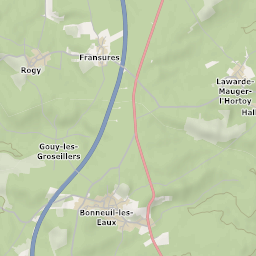 Fransures
Rogy
Lawarde-
Mauger-
l'Hortoy
Hal
Gouy-les-
Groseillers
Bonneuil-les-
Eaux